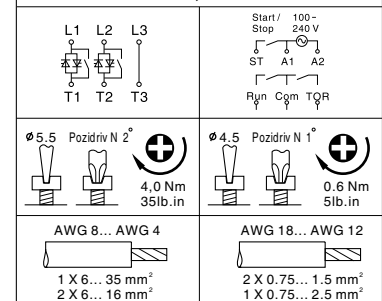 L1 L2 L3
T1 T2 T3
Start / Stop 100 - 240 V
ST A1 A2
Run Com TOR
ø5.5 Pozidriv N 2°
4,0 Nm
35lb.in
ø4.5 Pozidriv N 1°
0.6 Nm
5lb.in
AWG 8... AWG 4
1 X 6... 35 mm²
2 X 6... 16 mm²
AWG 18... AWG 12
2 X 0.75... 1.5 mm²
1 X 0.75... 2.5 mm²